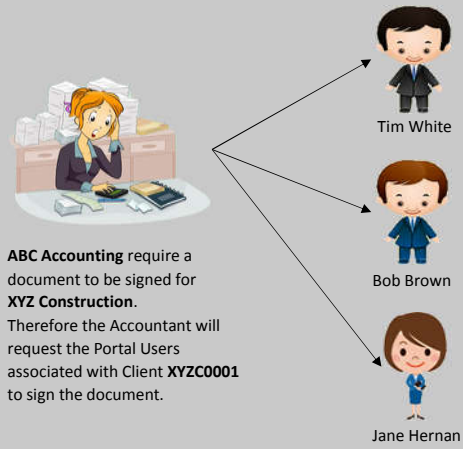 Tim White
ABC Accounting require a
document to be signed for
XYZ Construction.
Therefore the Accountant will
request the Portal Users
associated with Client XYZC0001
to sign the document.
Bob Brown
Jane Hernan